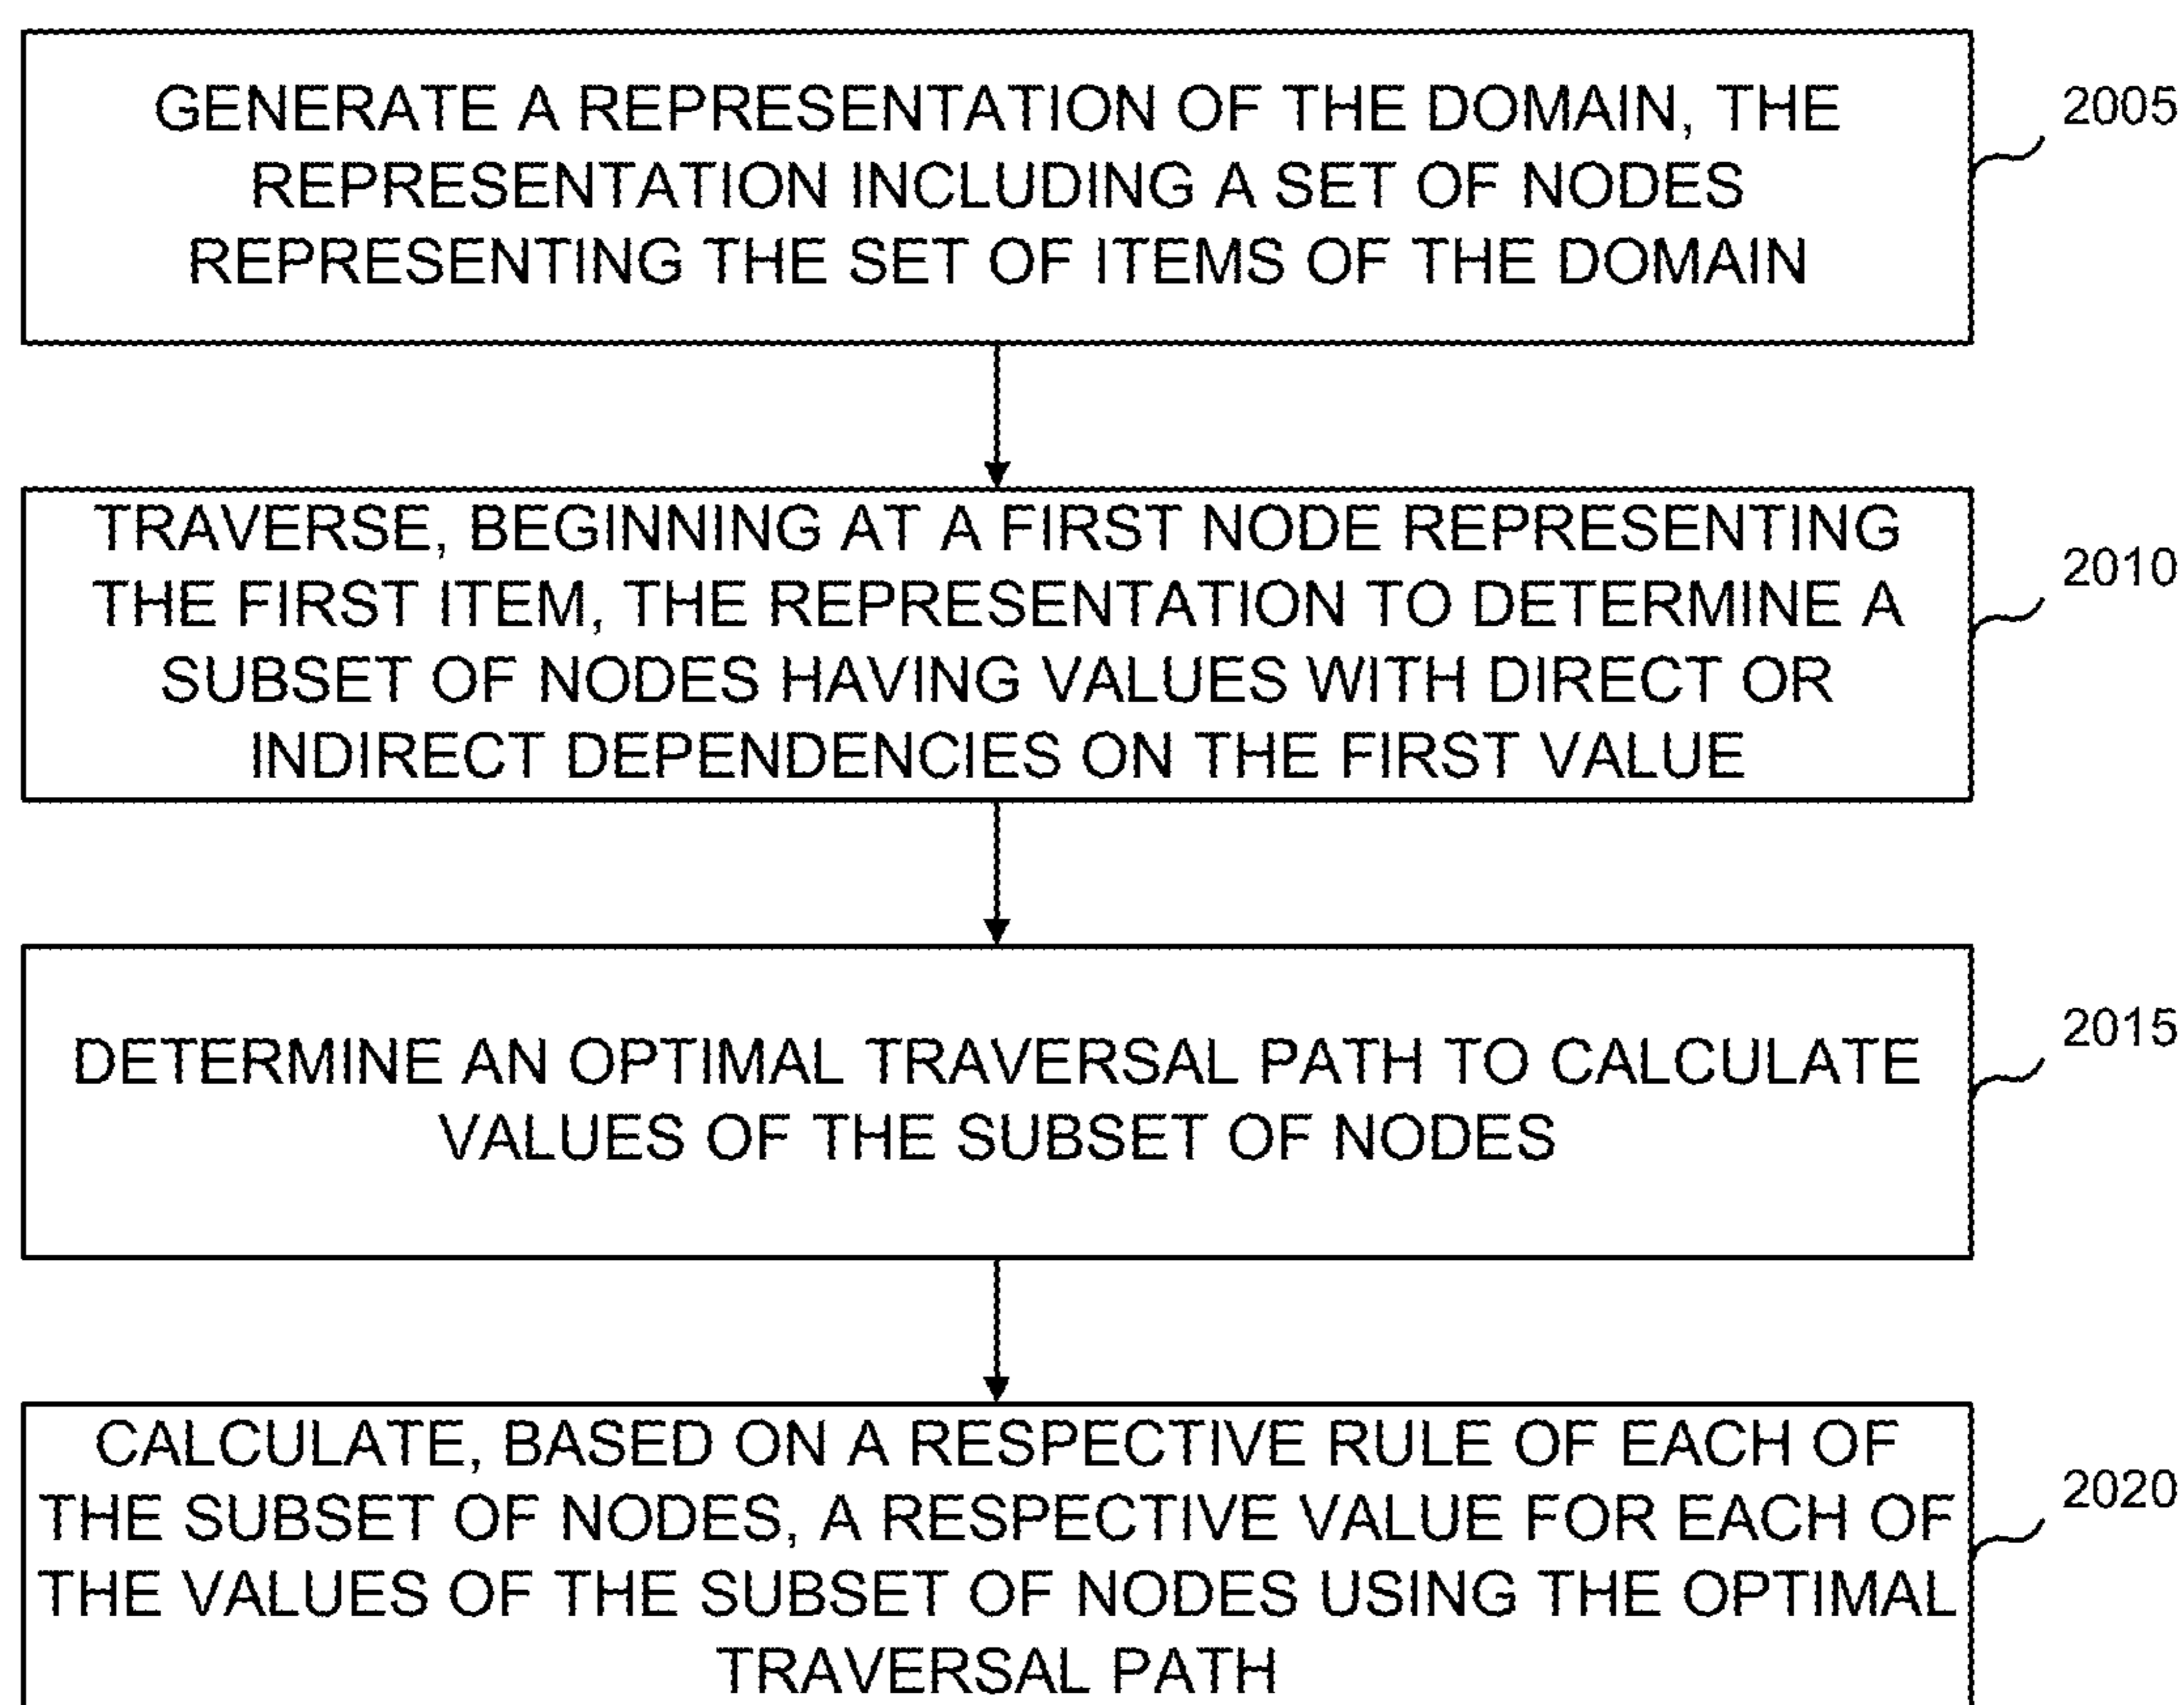 GENERATE A REPRESENTATION OF THE DOMAIN, THE
REPRESENTATION INCLUDING A SET OF NODES
REPRESENTING THE SET OF ITEMS OF THE DOMAIN
2005
TRAVERSE, BEGINNING AT A FIRST NODE REPRESENTING
THE FIRST ITEM, THE REPRESENTATION TO DETERMINE A
SUBSET OF NODES HAVING VALUES WITH DIRECT OR
INDIRECT DEPENDENCIES ON THE FIRST VALUE
2010
DETERMINE AN OPTIMAL TRAVERSAL PATH TO CALCULATE
VALUES OF THE SUBSET OF NODES
2015
CALCULATE, BASED ON A RESPECTIVE RULE OF EACH OF
THE SUBSET OF NODES, A RESPECTIVE VALUE FOR EACH OF
THE VALUES OF THE SUBSET OF NODES USING THE OPTIMAL
TRAVERSAL PATH
2020